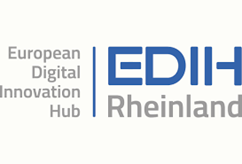 European
Digital
Innovation
Hub
EDIH
Rheinland